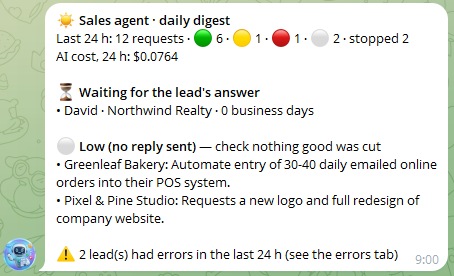 ☀️ Sales agent · daily digest
Last 24 h: 12 requests · 🟢 6 · 🟡 1 · 🔴 1 · ⚪ 2 · stopped 2
AI cost, 24 h: $0.0764
⏳ Waiting for the lead's answer
• David · Northwind Realty · 0 business days
⚪ Low (no reply sent) — check nothing good was cut
• Greenleaf Bakery: Automate entry of 30-40 daily emailed online
orders into their POS system.
• Pixel & Pine Studio: Requests a new logo and full redesign of
company website.
⚠️ 2 lead(s) had errors in the last 24 h (see the errors tab)
9:00